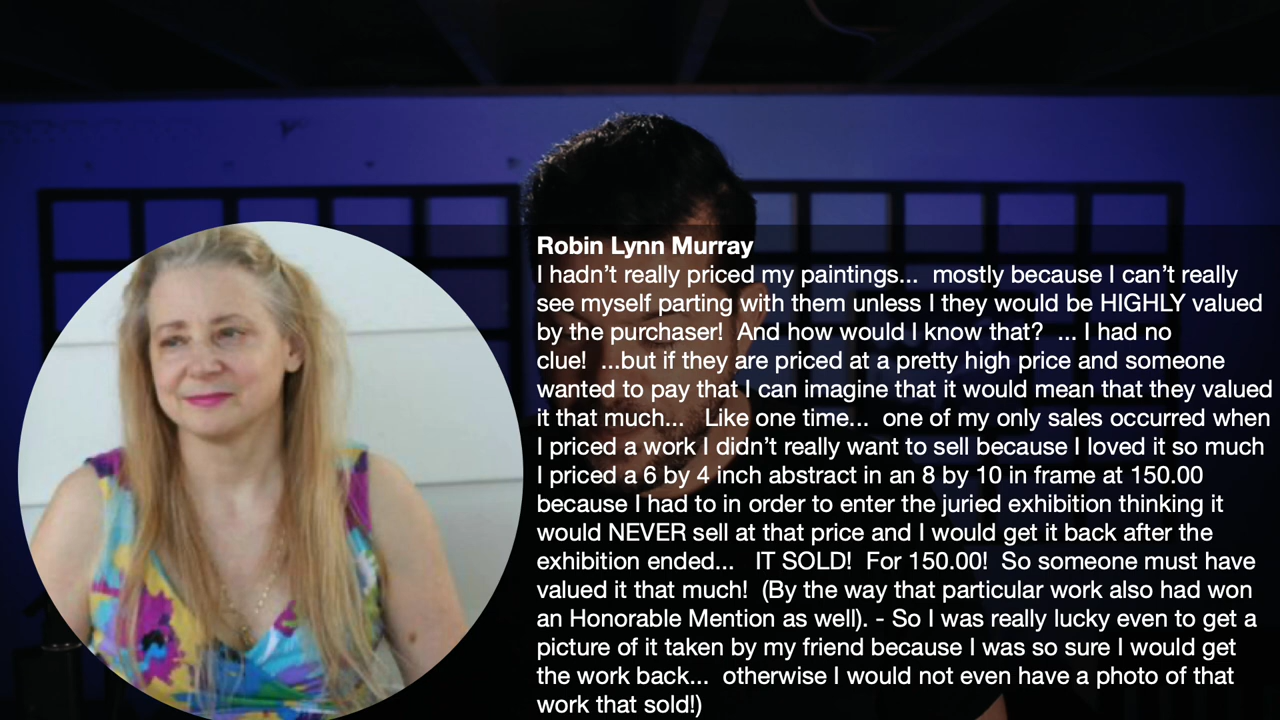 Robin Lynn Murray
I hadn’t really priced my paintings...  mostly because I can’t really
see myself parting with them unless I they would be HIGHLY valued
by the purchaser!  And how would I know that?  ... I had no
clue!  ...but if they are priced at a pretty high price and someone
wanted to pay that I can imagine that it would mean that they valued
it that much...   Like one time...  one of my only sales occurred when
I priced a work I didn’t really want to sell because I loved it so much
I priced a 6 by 4 inch abstract in an 8 by 10 in frame at 150.00
because I had to in order to enter the juried exhibition thinking it
would NEVER sell at that price and I would get it back after the
exhibition ended...   IT SOLD!  For 150.00!  So someone must have
valued it that much!  (By the way that particular work also had won
an Honorable Mention as well). - So I was really lucky even to get a
picture of it taken by my friend because I was so sure I would get
the work back...  otherwise I would not even have a photo of that
work that sold!)